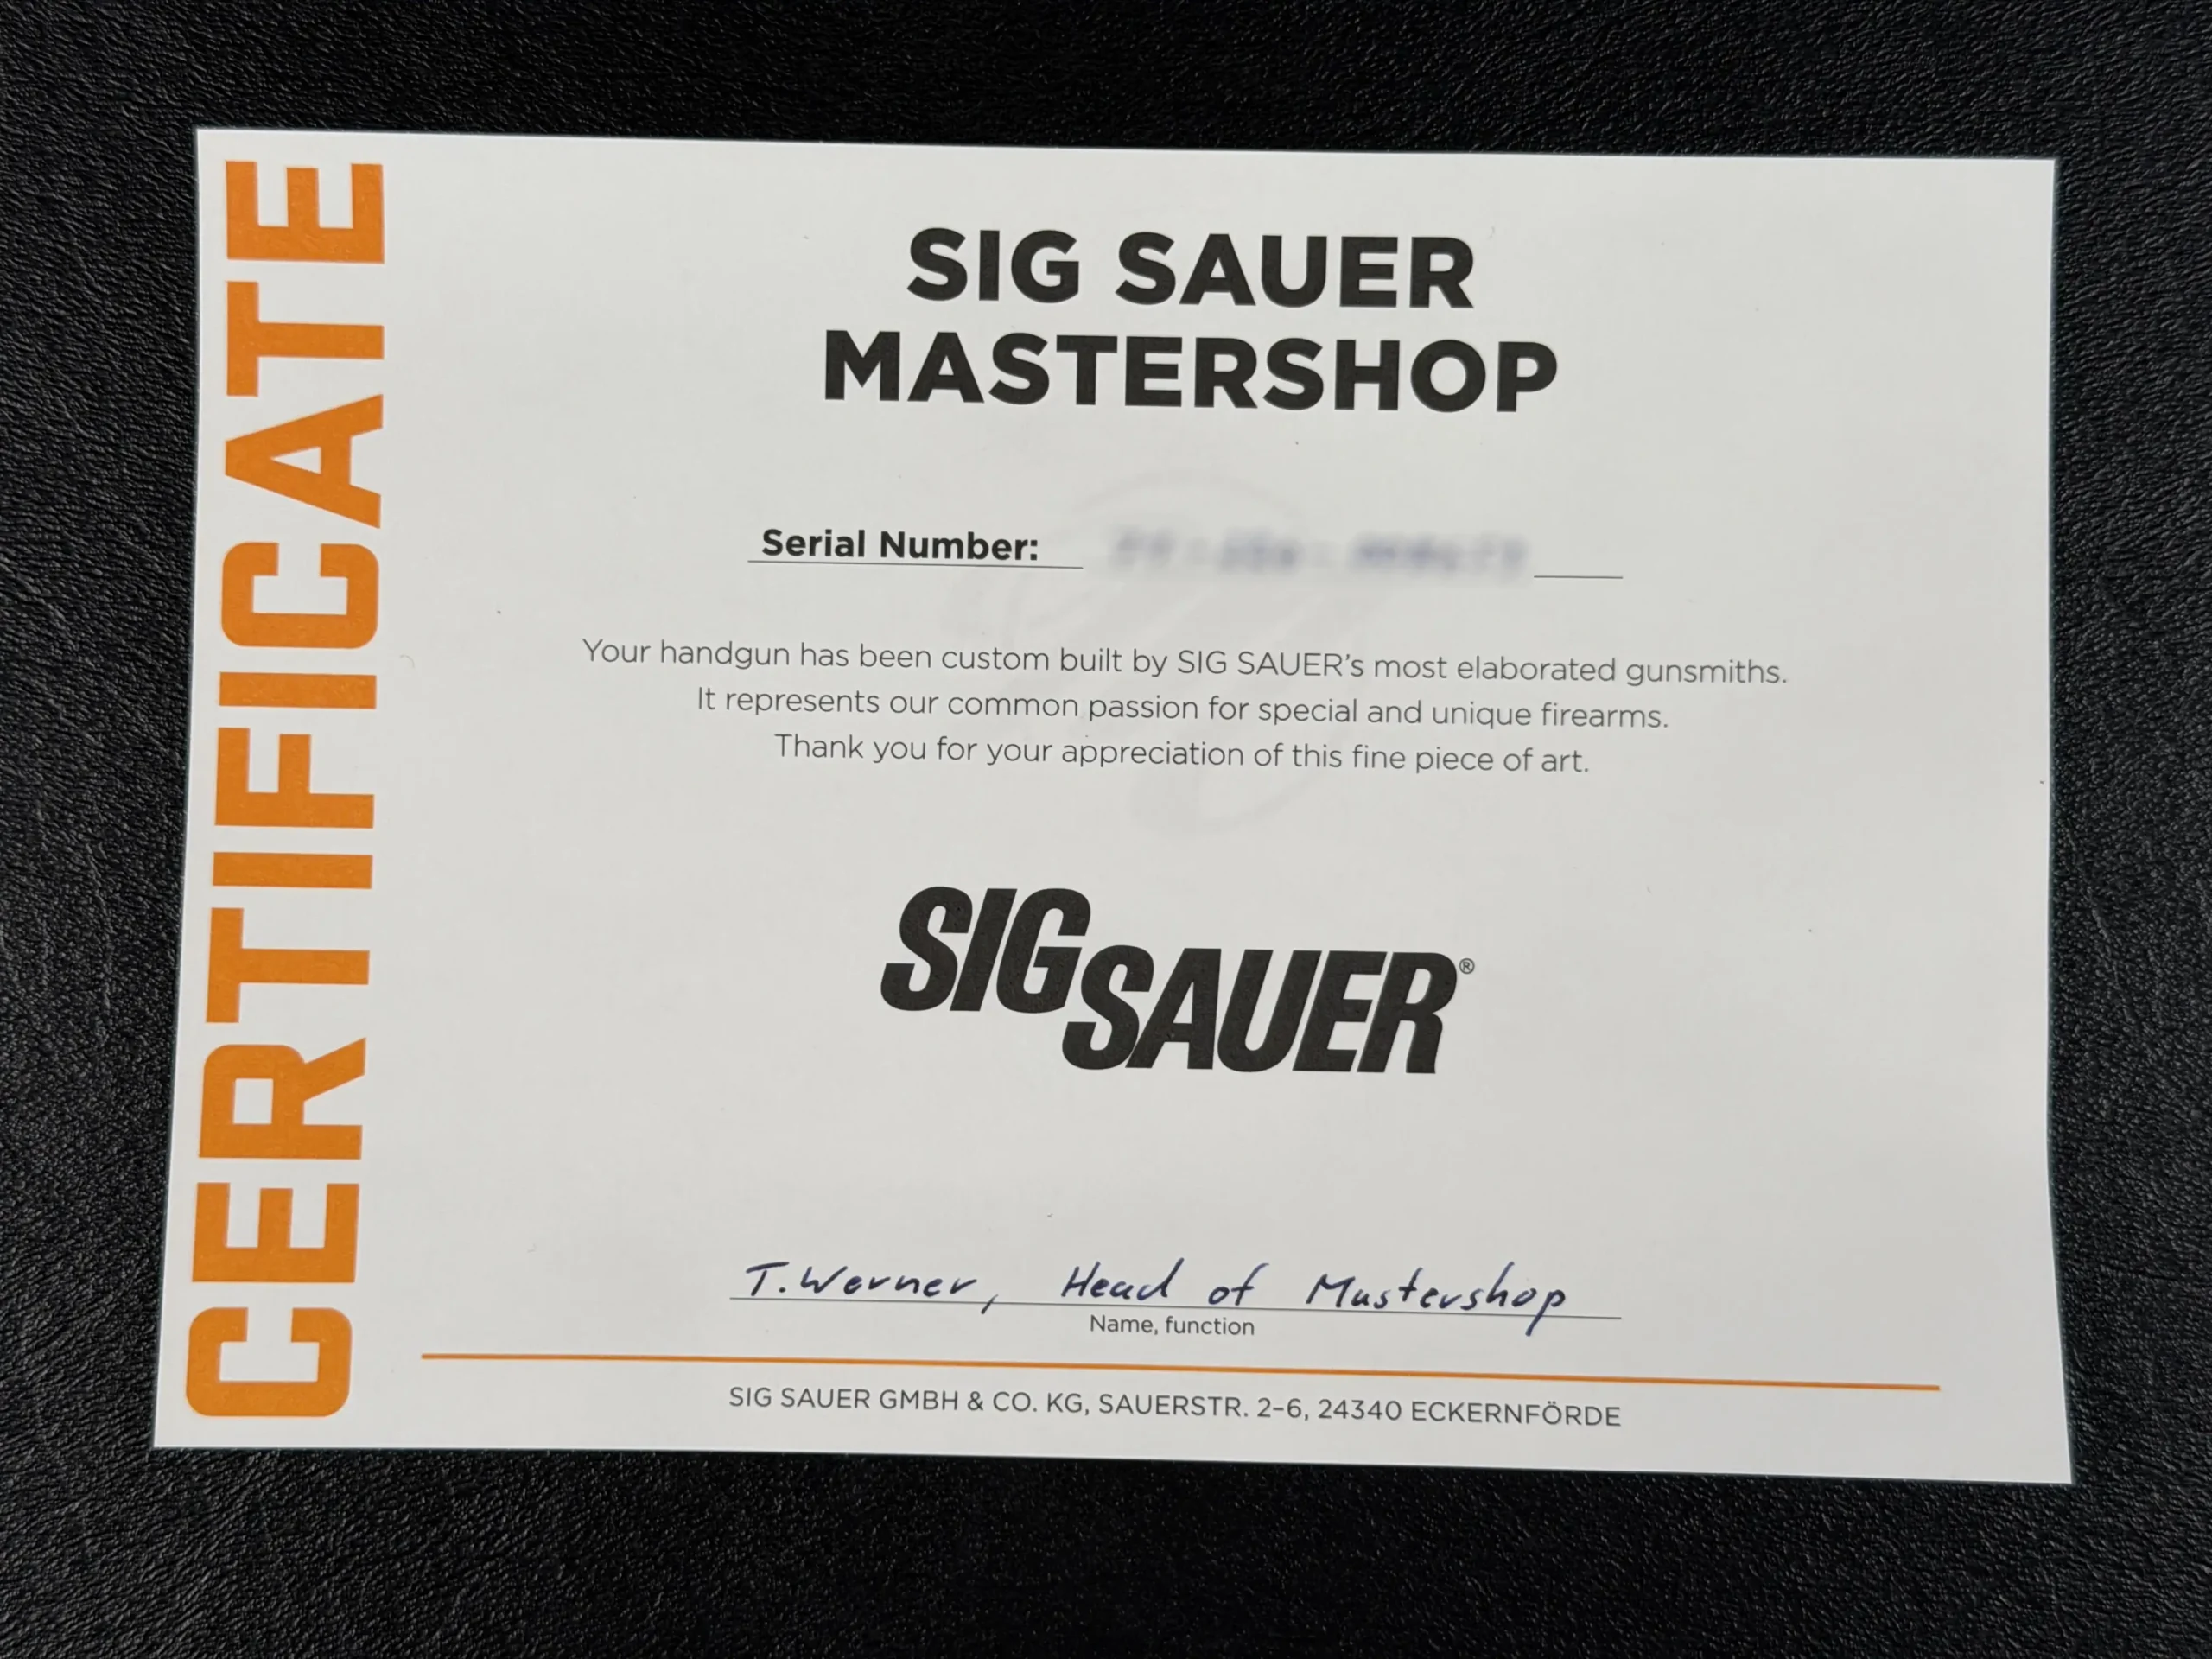 CERTIFICATE
SIG SAUER
MASTERSHOP
Serial Number:
Your handgun has been custom built by SIG SAUER's most elaborated gunsmiths.
It represents our common passion for special and unique firearms.
Thank you for your appreciation of this fine piece of art.
SIG SAUER®
T. Werner, Head of Mastershop
Name, function
SIG SAUER GMBH & CO. KG, SAUERSTR. 2–6, 24340 ECKERNFÖRDE